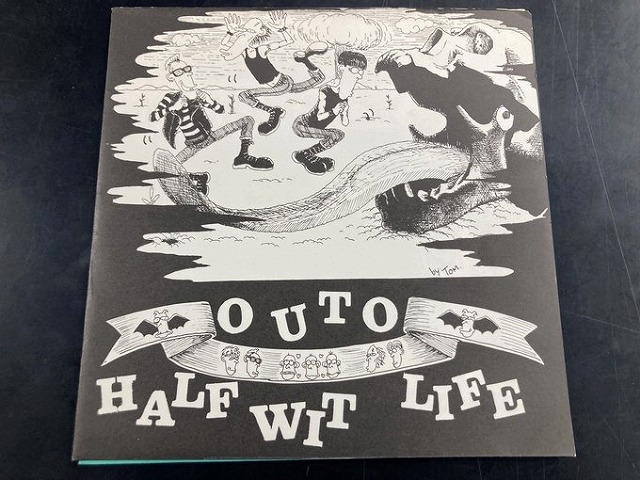 by Tom
OUTO
HALF WIT LIFE